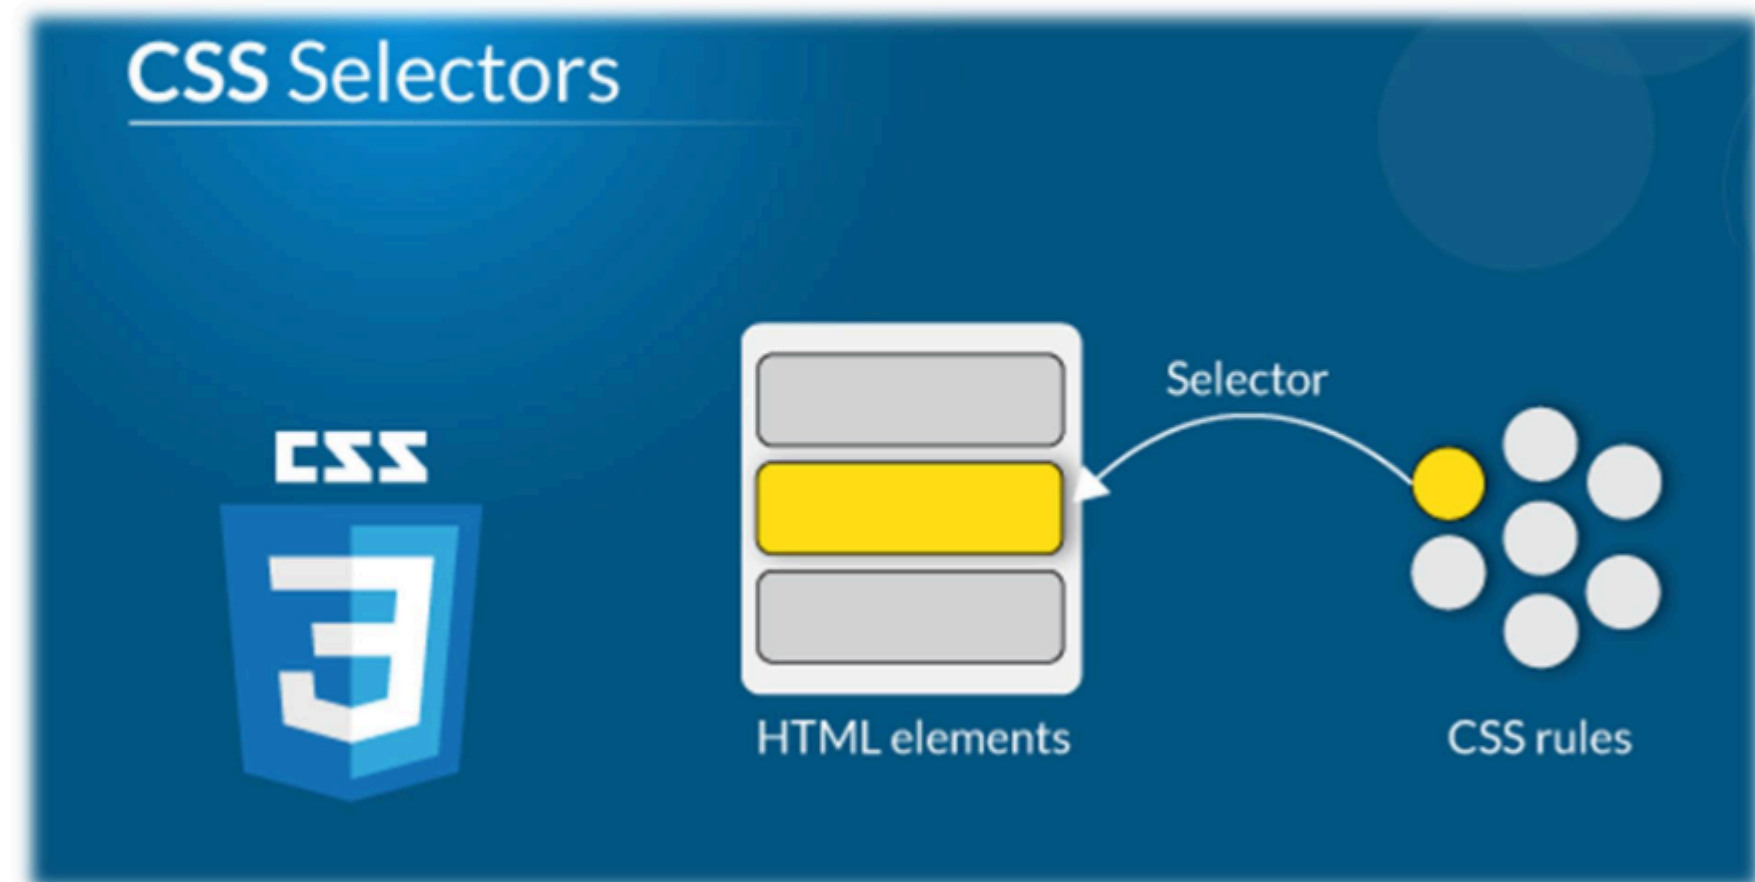 CSS Selectors
Selector
CSS
3
HTML elements
CSS rules